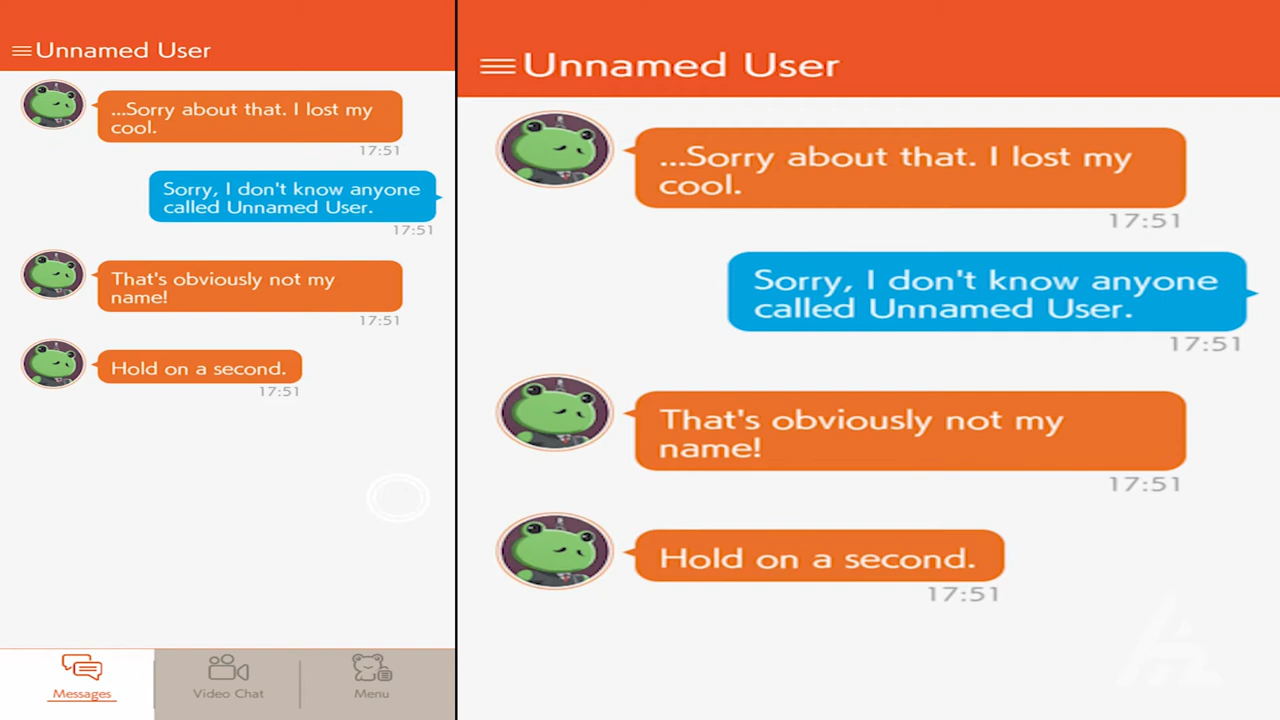 Unnamed User
...Sorry about that. I lost my
cool.
17:51
Sorry, I don't know anyone
called Unnamed User.
17:51
That's obviously not my
name!
17:51
Hold on a second.
17:51
Messages
Video Chat
Menu
Unnamed User
...Sorry about that. I lost my
cool.
17:51
Sorry, I don't know anyone
called Unnamed User.
17:51
That's obviously not my
name!
17:51
Hold on a second.
17:51